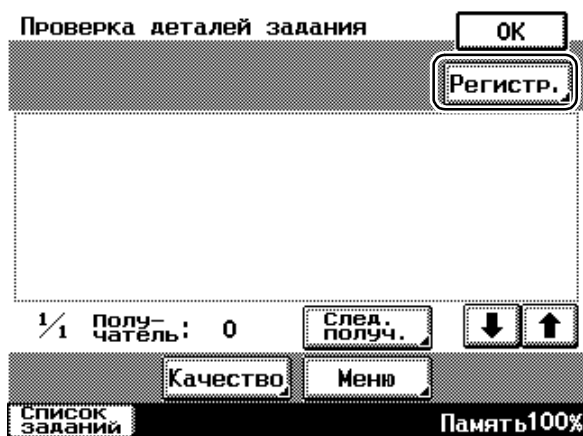 Проверка деталей задания
OK
Регистр.
1/1 Полу-
чатель: 0
След.
получ.
Качество
Меню
Список
заданий
Память100%